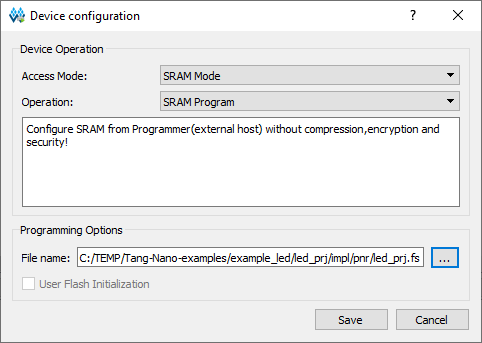 Device configuration
?
Device Operation
Access Mode:
SRAM Mode
Operation:
SRAM Program
Configure SRAM from Programmer(external host) without compression,encryption and
security!
Programming Options
File name:
C:/TEMP/Tang-Nano-examples/example_led/led_prj/impl/pnr/led_prj.fs
...
User Flash Initialization
Save
Cancel